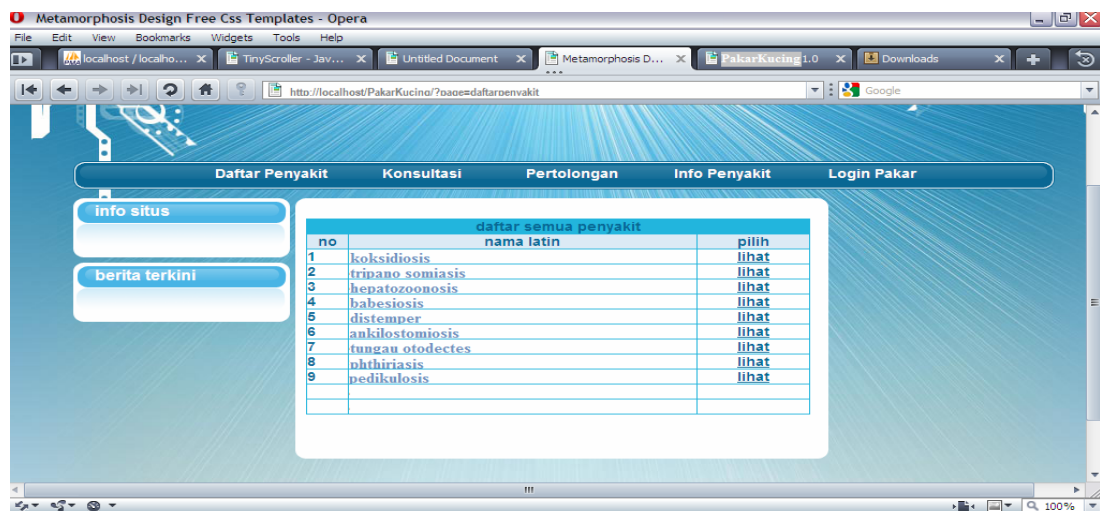 Metamorphosis Design Free Css Templates - Opera
File Edit View Bookmarks Widgets Tools Help
localhost / localho... TinyScroller - Jav... Untitled Document Metamorphosis D... PakarKucing1.0 Downloads
http://localhost/PakarKucing/?page=daftarpenyakit Google
Daftar Penyakit Konsultasi Pertolongan Info Penyakit Login Pakar
info situs
berita terkini
daftar semua penyakit
no nama latin pilih
1 koksidiosis lihat
2 tripano somiasis lihat
3 hepatozoonosis lihat
4 babesiosis lihat
5 distemper lihat
6 ankilostomiosis lihat
7 tungau otodectes lihat
8 phthiriasis lihat
9 pedikulosis lihat
100%